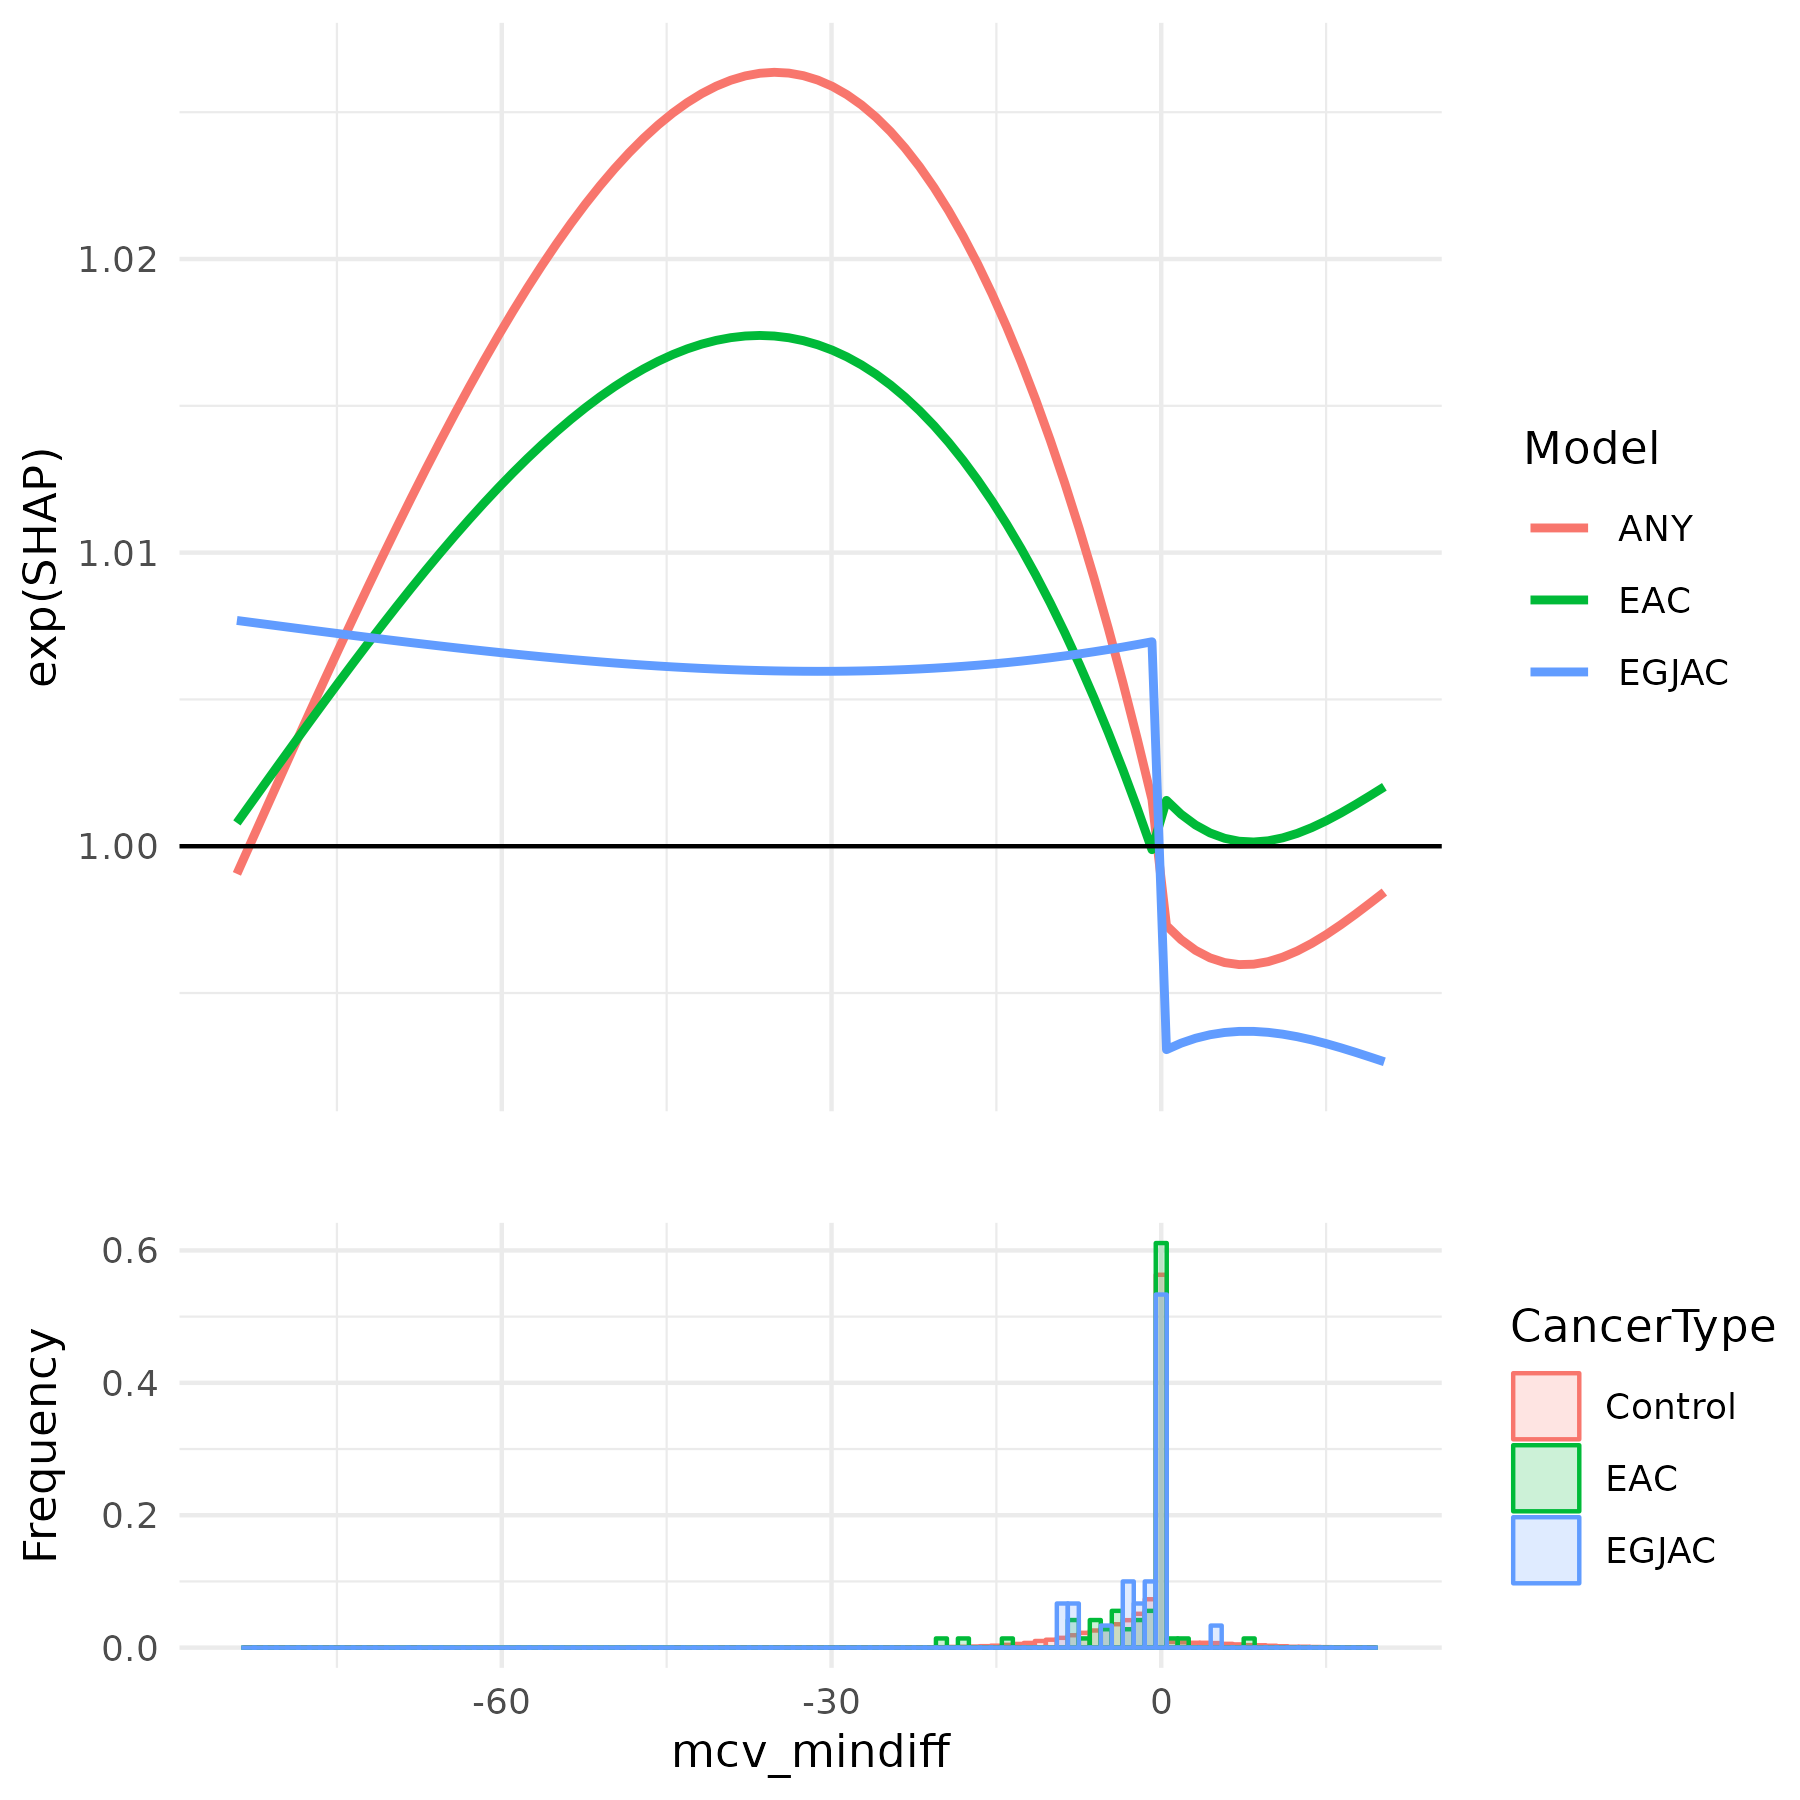 exp(SHAP)
1.02
1.01
1.00
Model
ANY
EAC
EGJAC
Frequency
0.6
0.4
0.2
0.0
-60
-30
0
mcv_mindiff
CancerType
Control
EAC
EGJAC